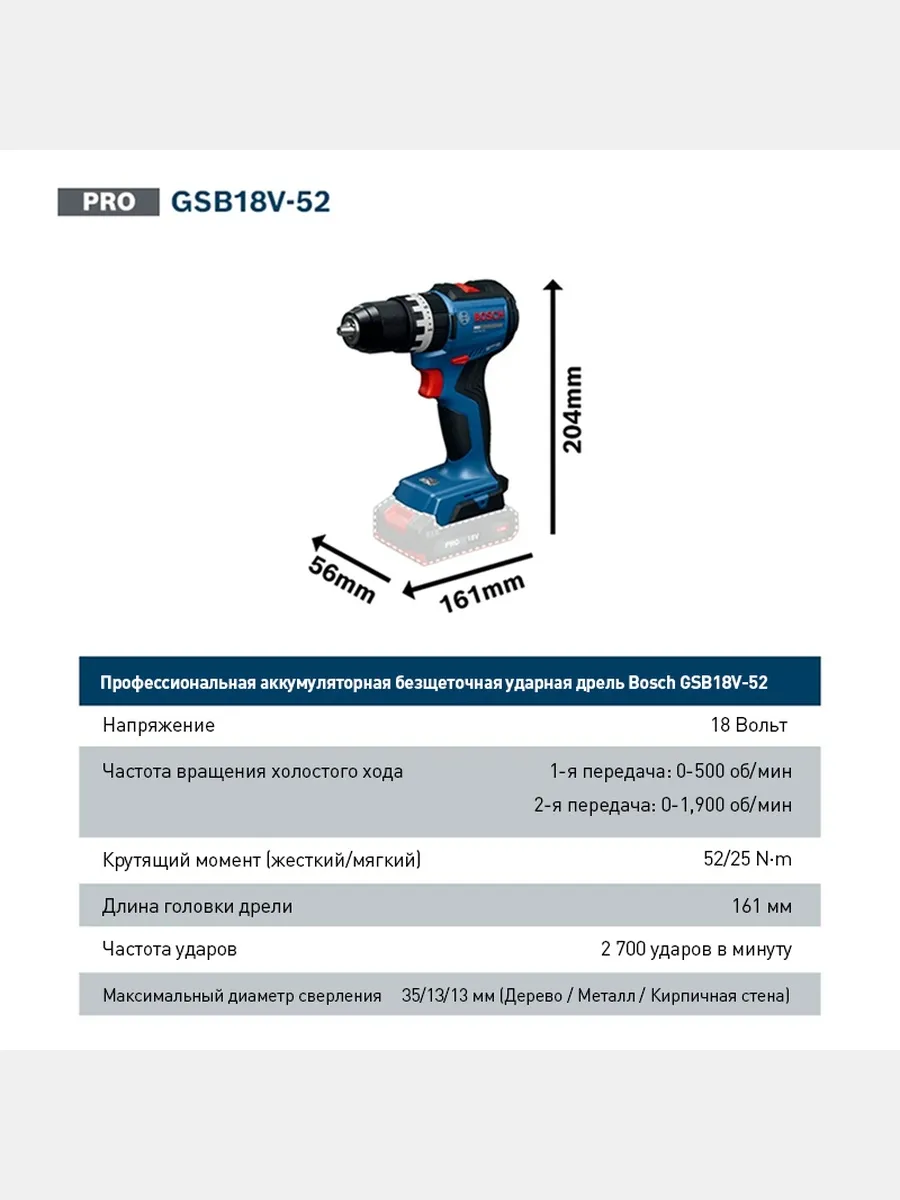 PRO GSB18V-52
BOSCH
204mm
PRO 18V
56mm
161mm
Профессиональная аккумуляторная безщеточная ударная дрель Bosch GSB18V-52
Напряжение 18 Вольт
Частота вращения холостого хода 1-я передача: 0-500 об/мин
2-я передача: 0-1,900 об/мин
Крутящий момент (жесткий/мягкий) 52/25 N·m
Длина головки дрели 161 мм
Частота ударов 2 700 ударов в минуту
Максимальный диаметр сверления 35/13/13 мм (Дерево / Металл / Кирпичная стена)